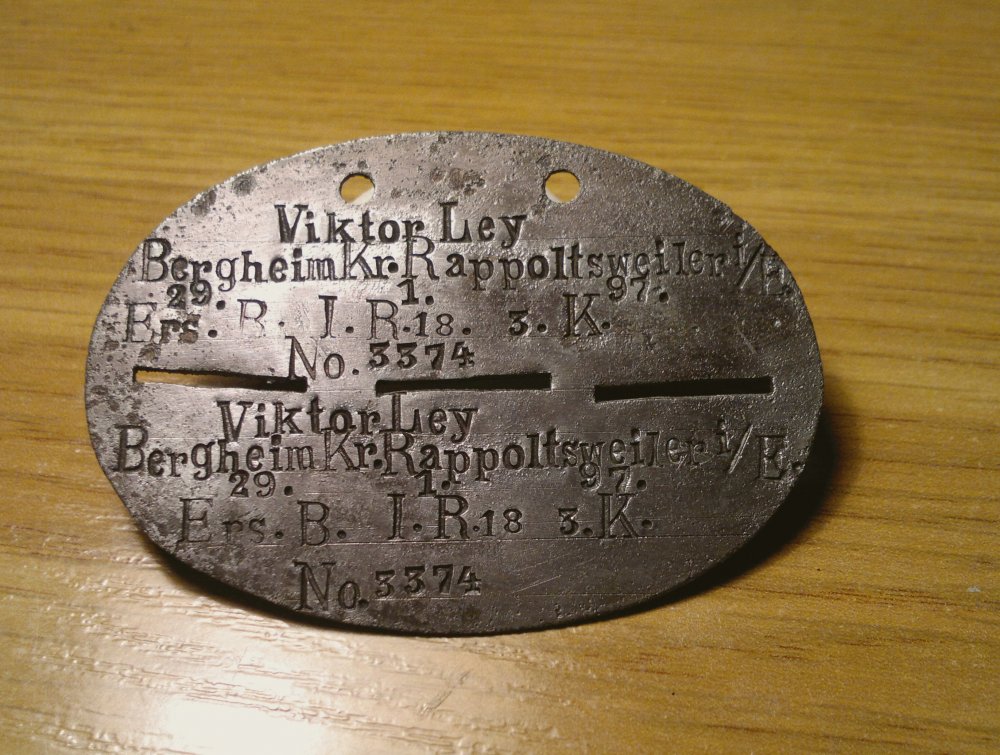 Viktor Ley
Bergheim Kr. Rappoltsweiler i/E.
29. 1. 97.
Ers. B. I. R. 18. 3. K.
No. 3374
Viktor Ley
Bergheim Kr. Rappoltsweiler i/E.
29. 1. 97.
Ers. B. I. R. 18 3. K.
No. 3374